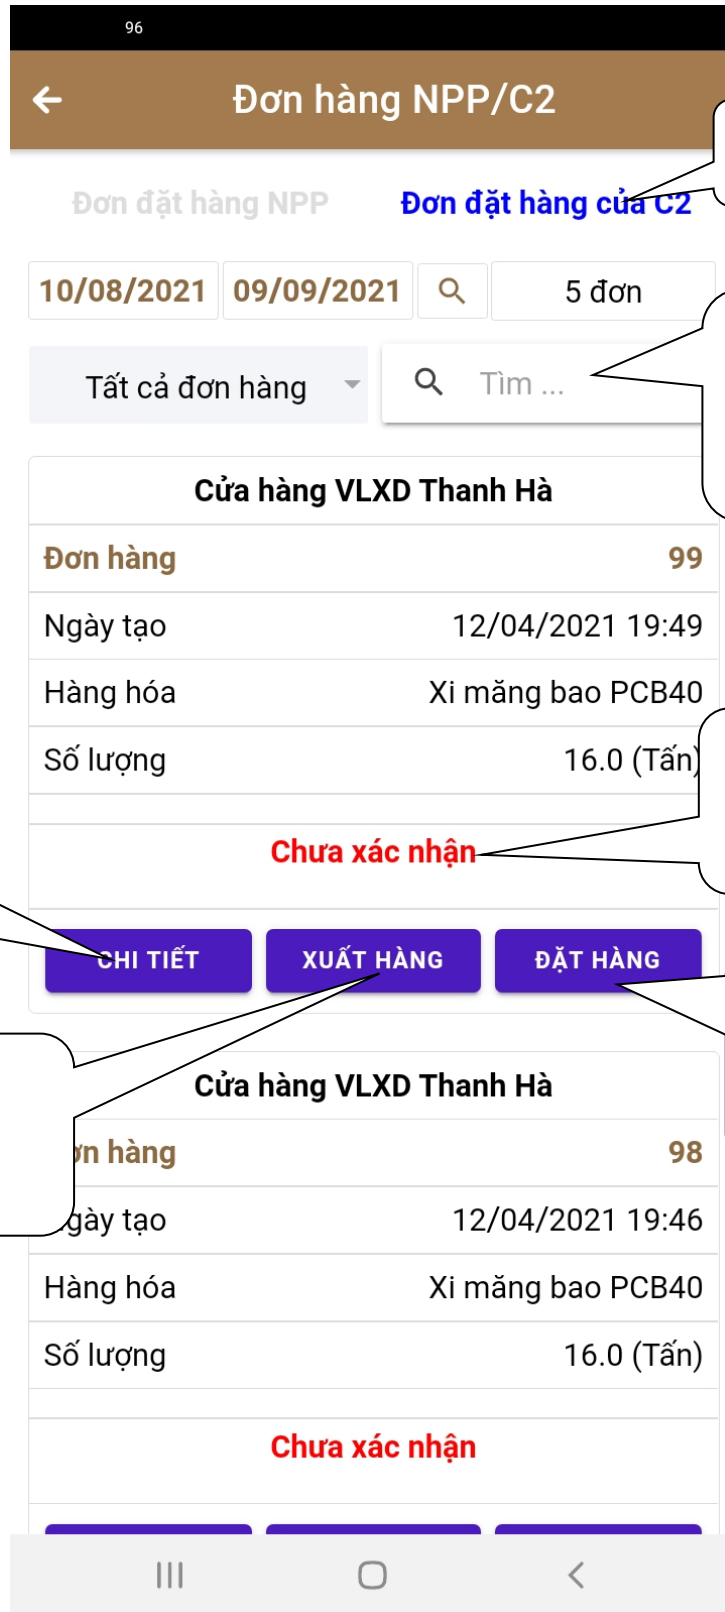 96
Đơn hàng NPP/C2
Đơn đặt hàng NPP Đơn đặt hàng của C2
10/08/2021 09/09/2021 5 đơn
Tất cả đơn hàng Tìm ...
Cửa hàng VLXD Thanh Hà
Đơn hàng 99
Ngày tạo 12/04/2021 19:49
Hàng hóa Xi măng bao PCB40
Số lượng 16.0 (Tấn)
Chưa xác nhận
CHI TIẾT XUẤT HÀNG ĐẶT HÀNG
Cửa hàng VLXD Thanh Hà
ơn hàng 98
gày tạo 12/04/2021 19:46
Hàng hóa Xi măng bao PCB40
Số lượng 16.0 (Tấn)
Chưa xác nhận